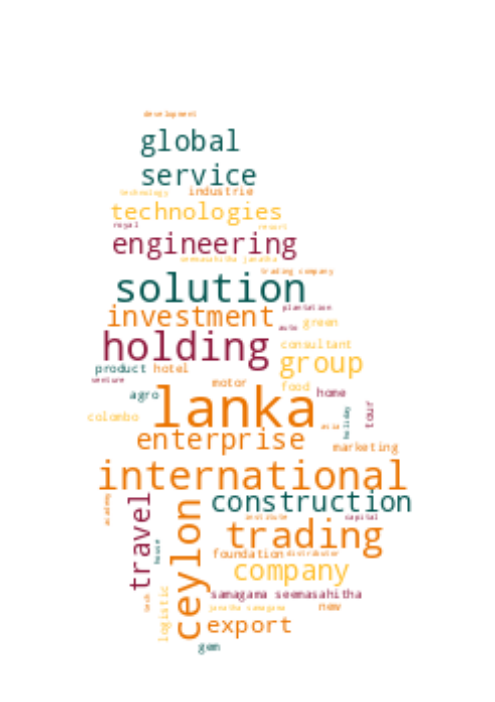 development
global
service
technology industrie
technologies
royal resort
engineering
seemasahitha janatha
trading company
solution
plantation
investment
auto green
holding
consultant
group
product hotel
venture motor food
agro home
lanka
colombo
asia holiday tour
enterprise
marketing
international
academy travel ceylon construction
institute capital
trading
house foundation distributor
company
tech logistic samagama seemasahitha
janatha samagama new
export
gem